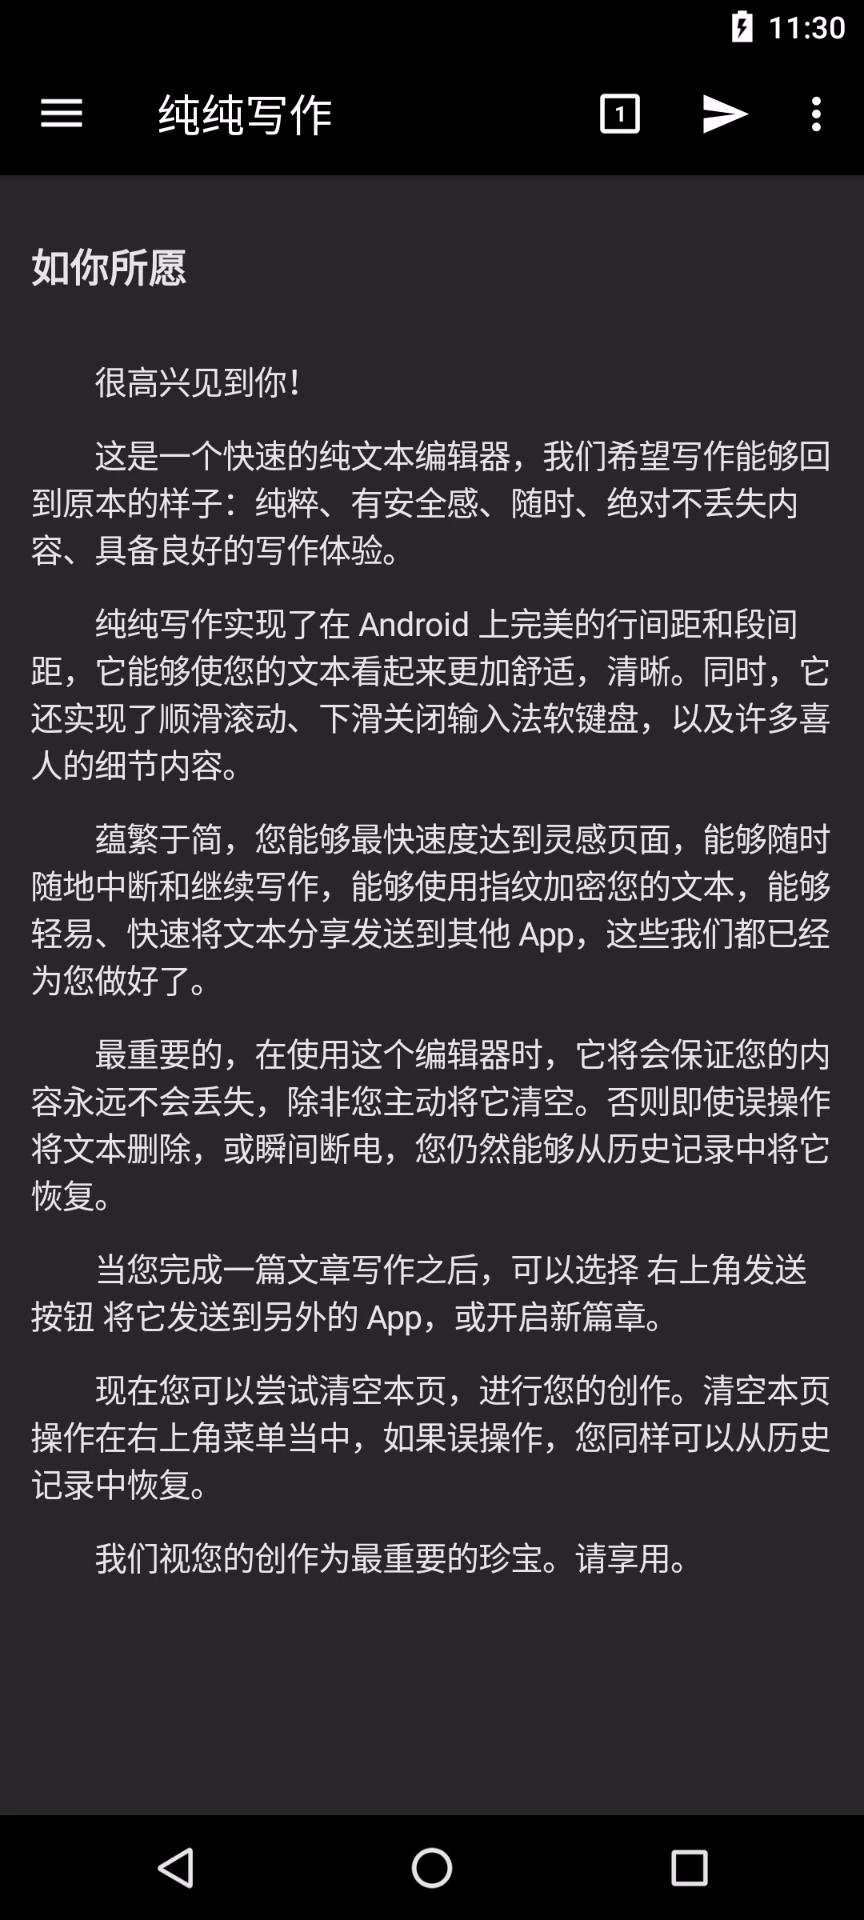 11:30
纯纯写作
1
如你所愿
很高兴见到你！
这是一个快速的纯文本编辑器，我们希望写作能够回
到原本的样子：纯粹、有安全感、随时、绝对不丢失内
容、具备良好的写作体验。
纯纯写作实现了在 Android 上完美的行间距和段间
距，它能够使您的文本看起来更加舒适，清晰。同时，它
还实现了顺滑滚动、下滑关闭输入法软键盘，以及许多喜
人的细节内容。
蕴繁于简，您能够最快速度达到灵感页面，能够随时
随地中断和继续写作，能够使用指纹加密您的文本，能够
轻易、快速将文本分享发送到其他 App，这些我们都已经
为您做好了。
最重要的，在使用这个编辑器时，它将会保证您的内
容永远不会丢失，除非您主动将它清空。否则即使误操作
将文本删除，或瞬间断电，您仍然能够从历史记录中将它
恢复。
当您完成一篇文章写作之后，可以选择 右上角发送
按钮 将它发送到另外的 App，或开启新篇章。
现在您可以尝试清空本页，进行您的创作。清空本页
操作在右上角菜单当中，如果误操作，您同样可以从历史
记录中恢复。
我们视您的创作为最重要的珍宝。请享用。